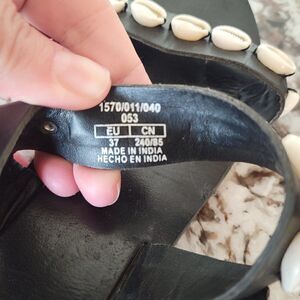 1570/011/040
053
EU CN
37 240/85
MADE IN INDIA
HECHO EN INDIA